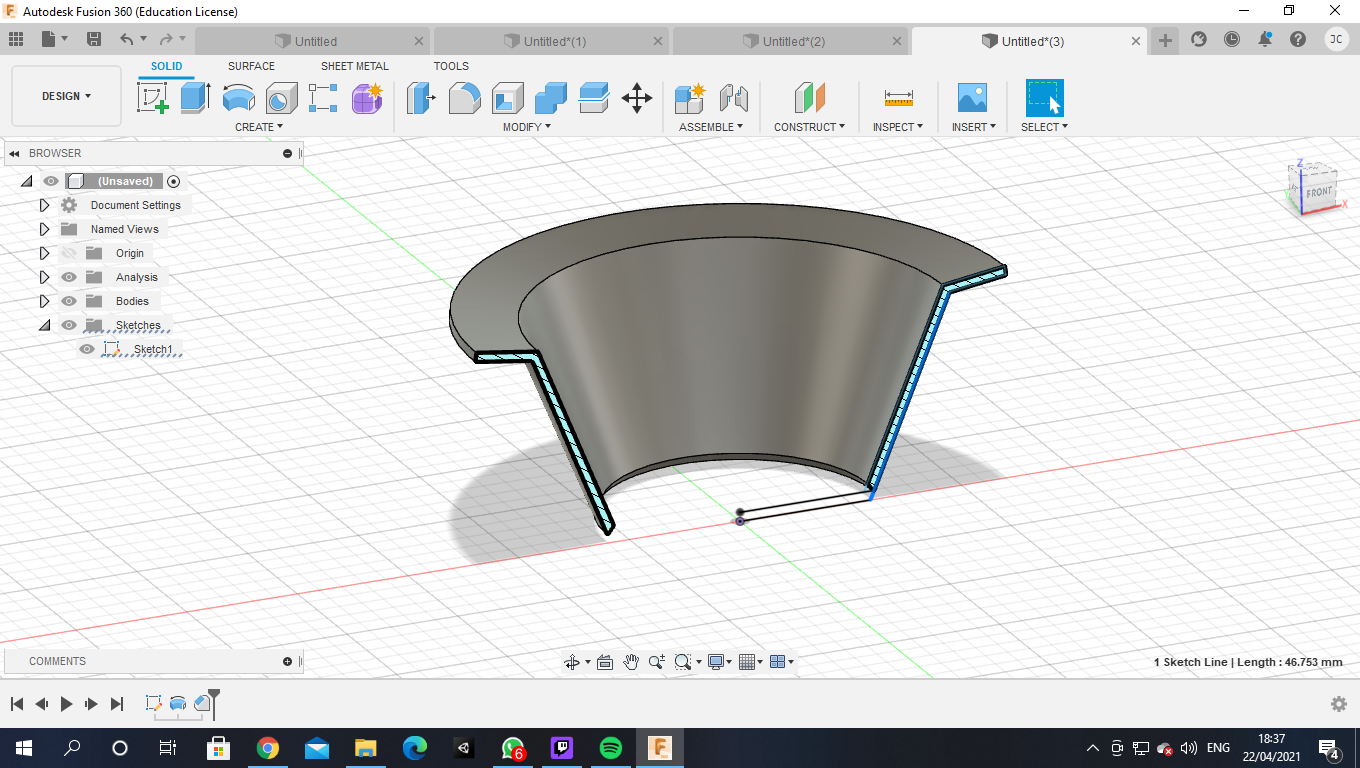 Autodesk Fusion 360 (Education License)
Untitled
Untitled*(1)
Untitled*(2)
Untitled*(3)
JC
SOLID
SURFACE
SHEET METAL
TOOLS
DESIGN
CREATE
MODIFY
ASSEMBLE
CONSTRUCT
INSPECT
INSERT
SELECT
BROWSER
(Unsaved)
Document Settings
Named Views
Origin
Analysis
Bodies
Sketches
Sketch1
Z
FRONT
X
COMMENTS
1 Sketch Line | Length : 46.753 mm
6
ENG
18:37
22/04/2021
4